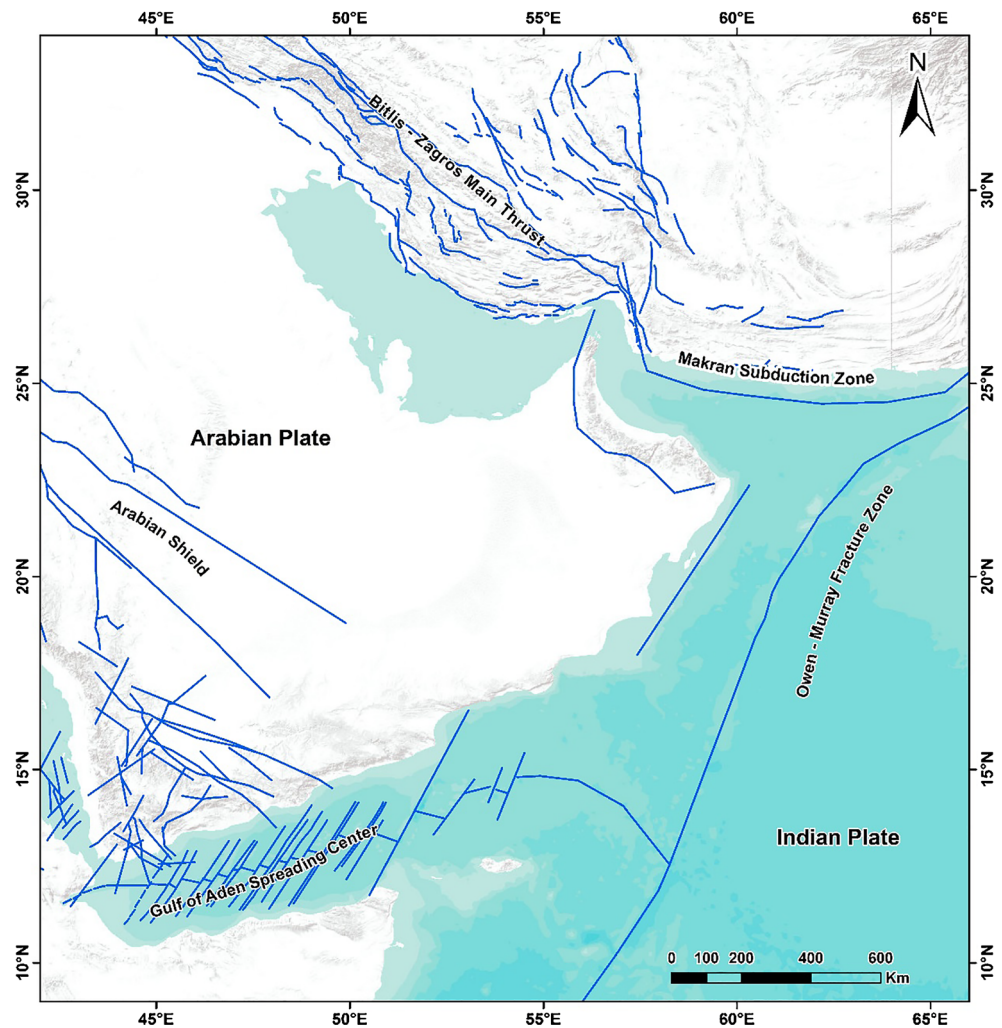 45°E 50°E 55°E 60°E 65°E
N
Bitlis - Zagros Main Thrust
30°N 30°N
Makran Subduction Zone
25°N 25°N
Arabian Plate
Arabian Shield
Owen - Murray Fracture Zone
20°N 20°N
15°N 15°N
Indian Plate
Gulf of Aden Spreading Center
10°N 10°N
0 100 200 400 600
Km
45°E 50°E 55°E 60°E 65°E